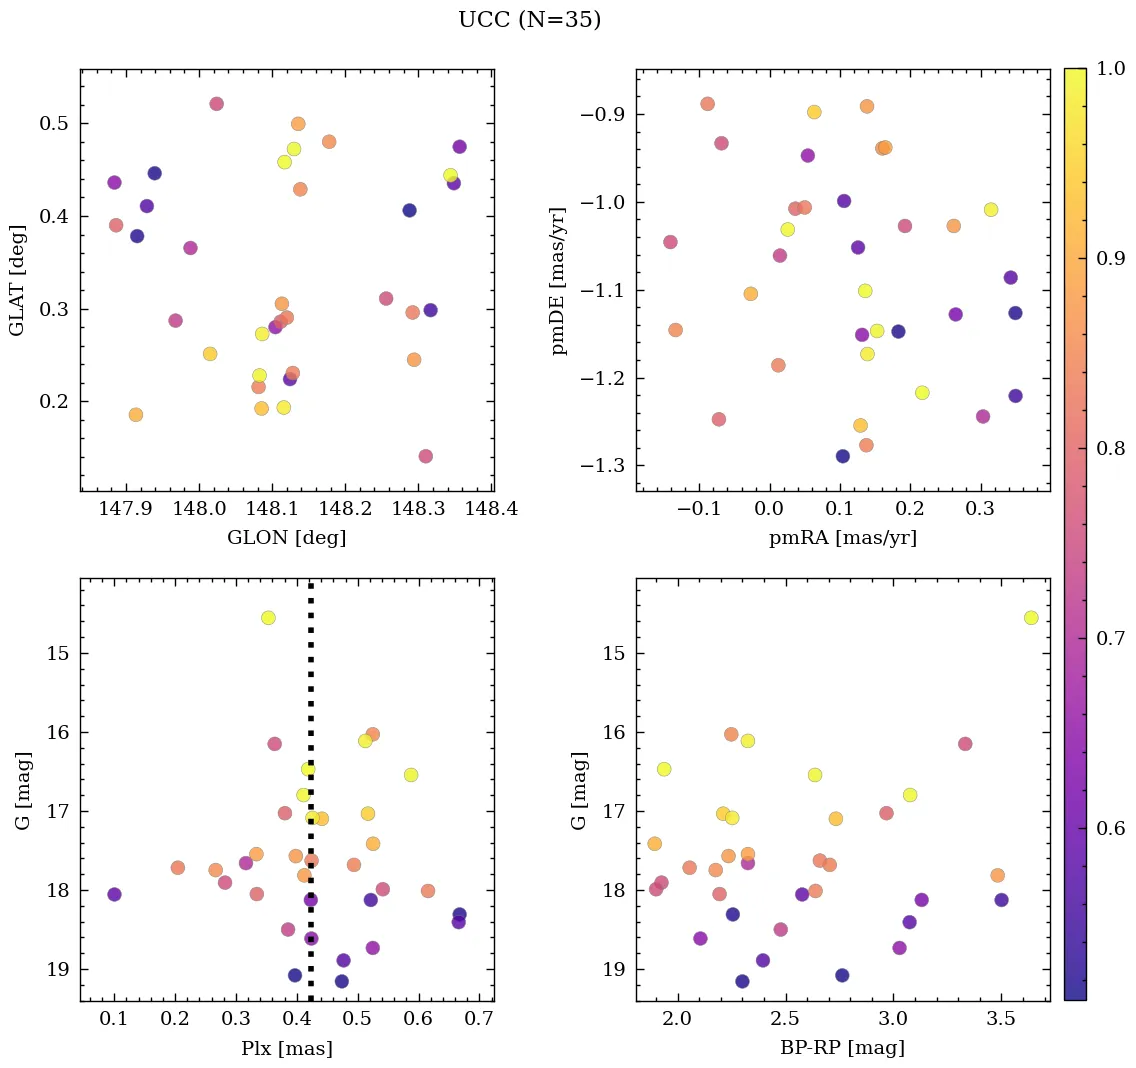 UCC (N=35)
0.5
0.4
0.3
0.2
GLAT [deg]
147.9 148.0 148.1 148.2 148.3 148.4
GLON [deg]
−0.9
−1.0
−1.1
−1.2
−1.3
pmDE [mas/yr]
−0.1 0.0 0.1 0.2 0.3
pmRA [mas/yr]
15
16
17
18
19
G [mag]
0.1 0.2 0.3 0.4 0.5 0.6 0.7
Plx [mas]
15
16
17
18
19
G [mag]
2.0 2.5 3.0 3.5
BP-RP [mag]
1.0
0.9
0.8
0.7
0.6